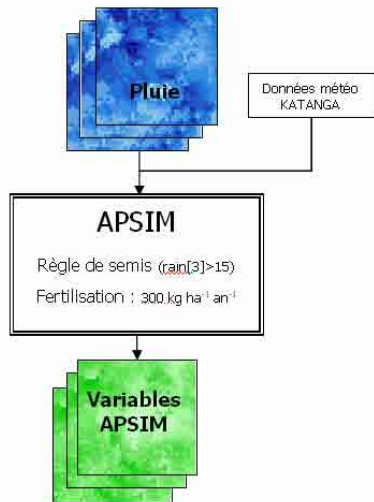 Pluie
Données météo
KATANGA
APSIM
Règle de semis (rain[3]>15)
Fertilisation : 300 kg ha⁻¹ an⁻¹
Variables
APSIM